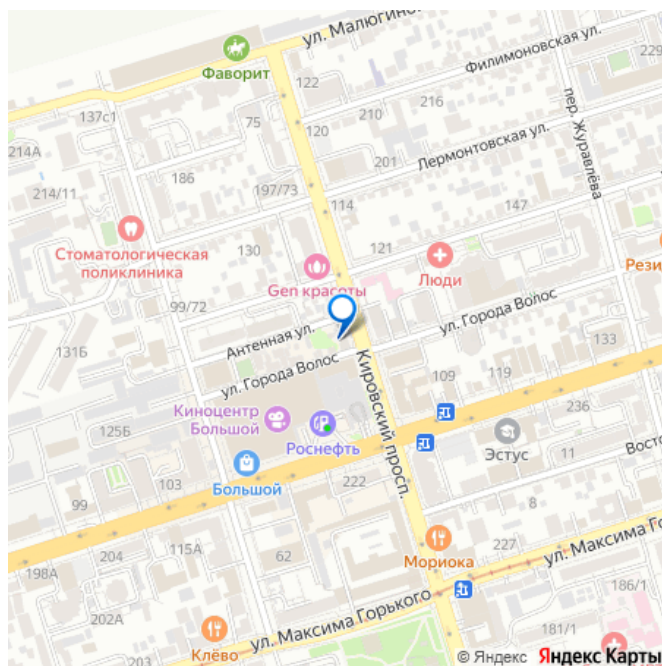 ул. Малюгино
Фаворит
Филимоновская ул.
229
122
137с1
210
216
75
120
пер. Журавлёва
214А
201
Лермонтовская ул.
186
214/11
197/73
114
147
Стоматологическая
поликлиника
130
121
Люди
Рези
Gen красоты
99/72
Антенная ул.
ул. Города Волос
131Б
133
ул. Города Волос
Кировский просп.
109
119
Киноцентр
Большой
236
125Б
Роснефть
Эстус
11
Восто
103
Большой
99
222
8
204
115А
62
Мориока
227
ул. Максима Го
198А
186/1
202А
ул. Максима Горького
181/1
Клёво
© Яндекс Яндекс Карты